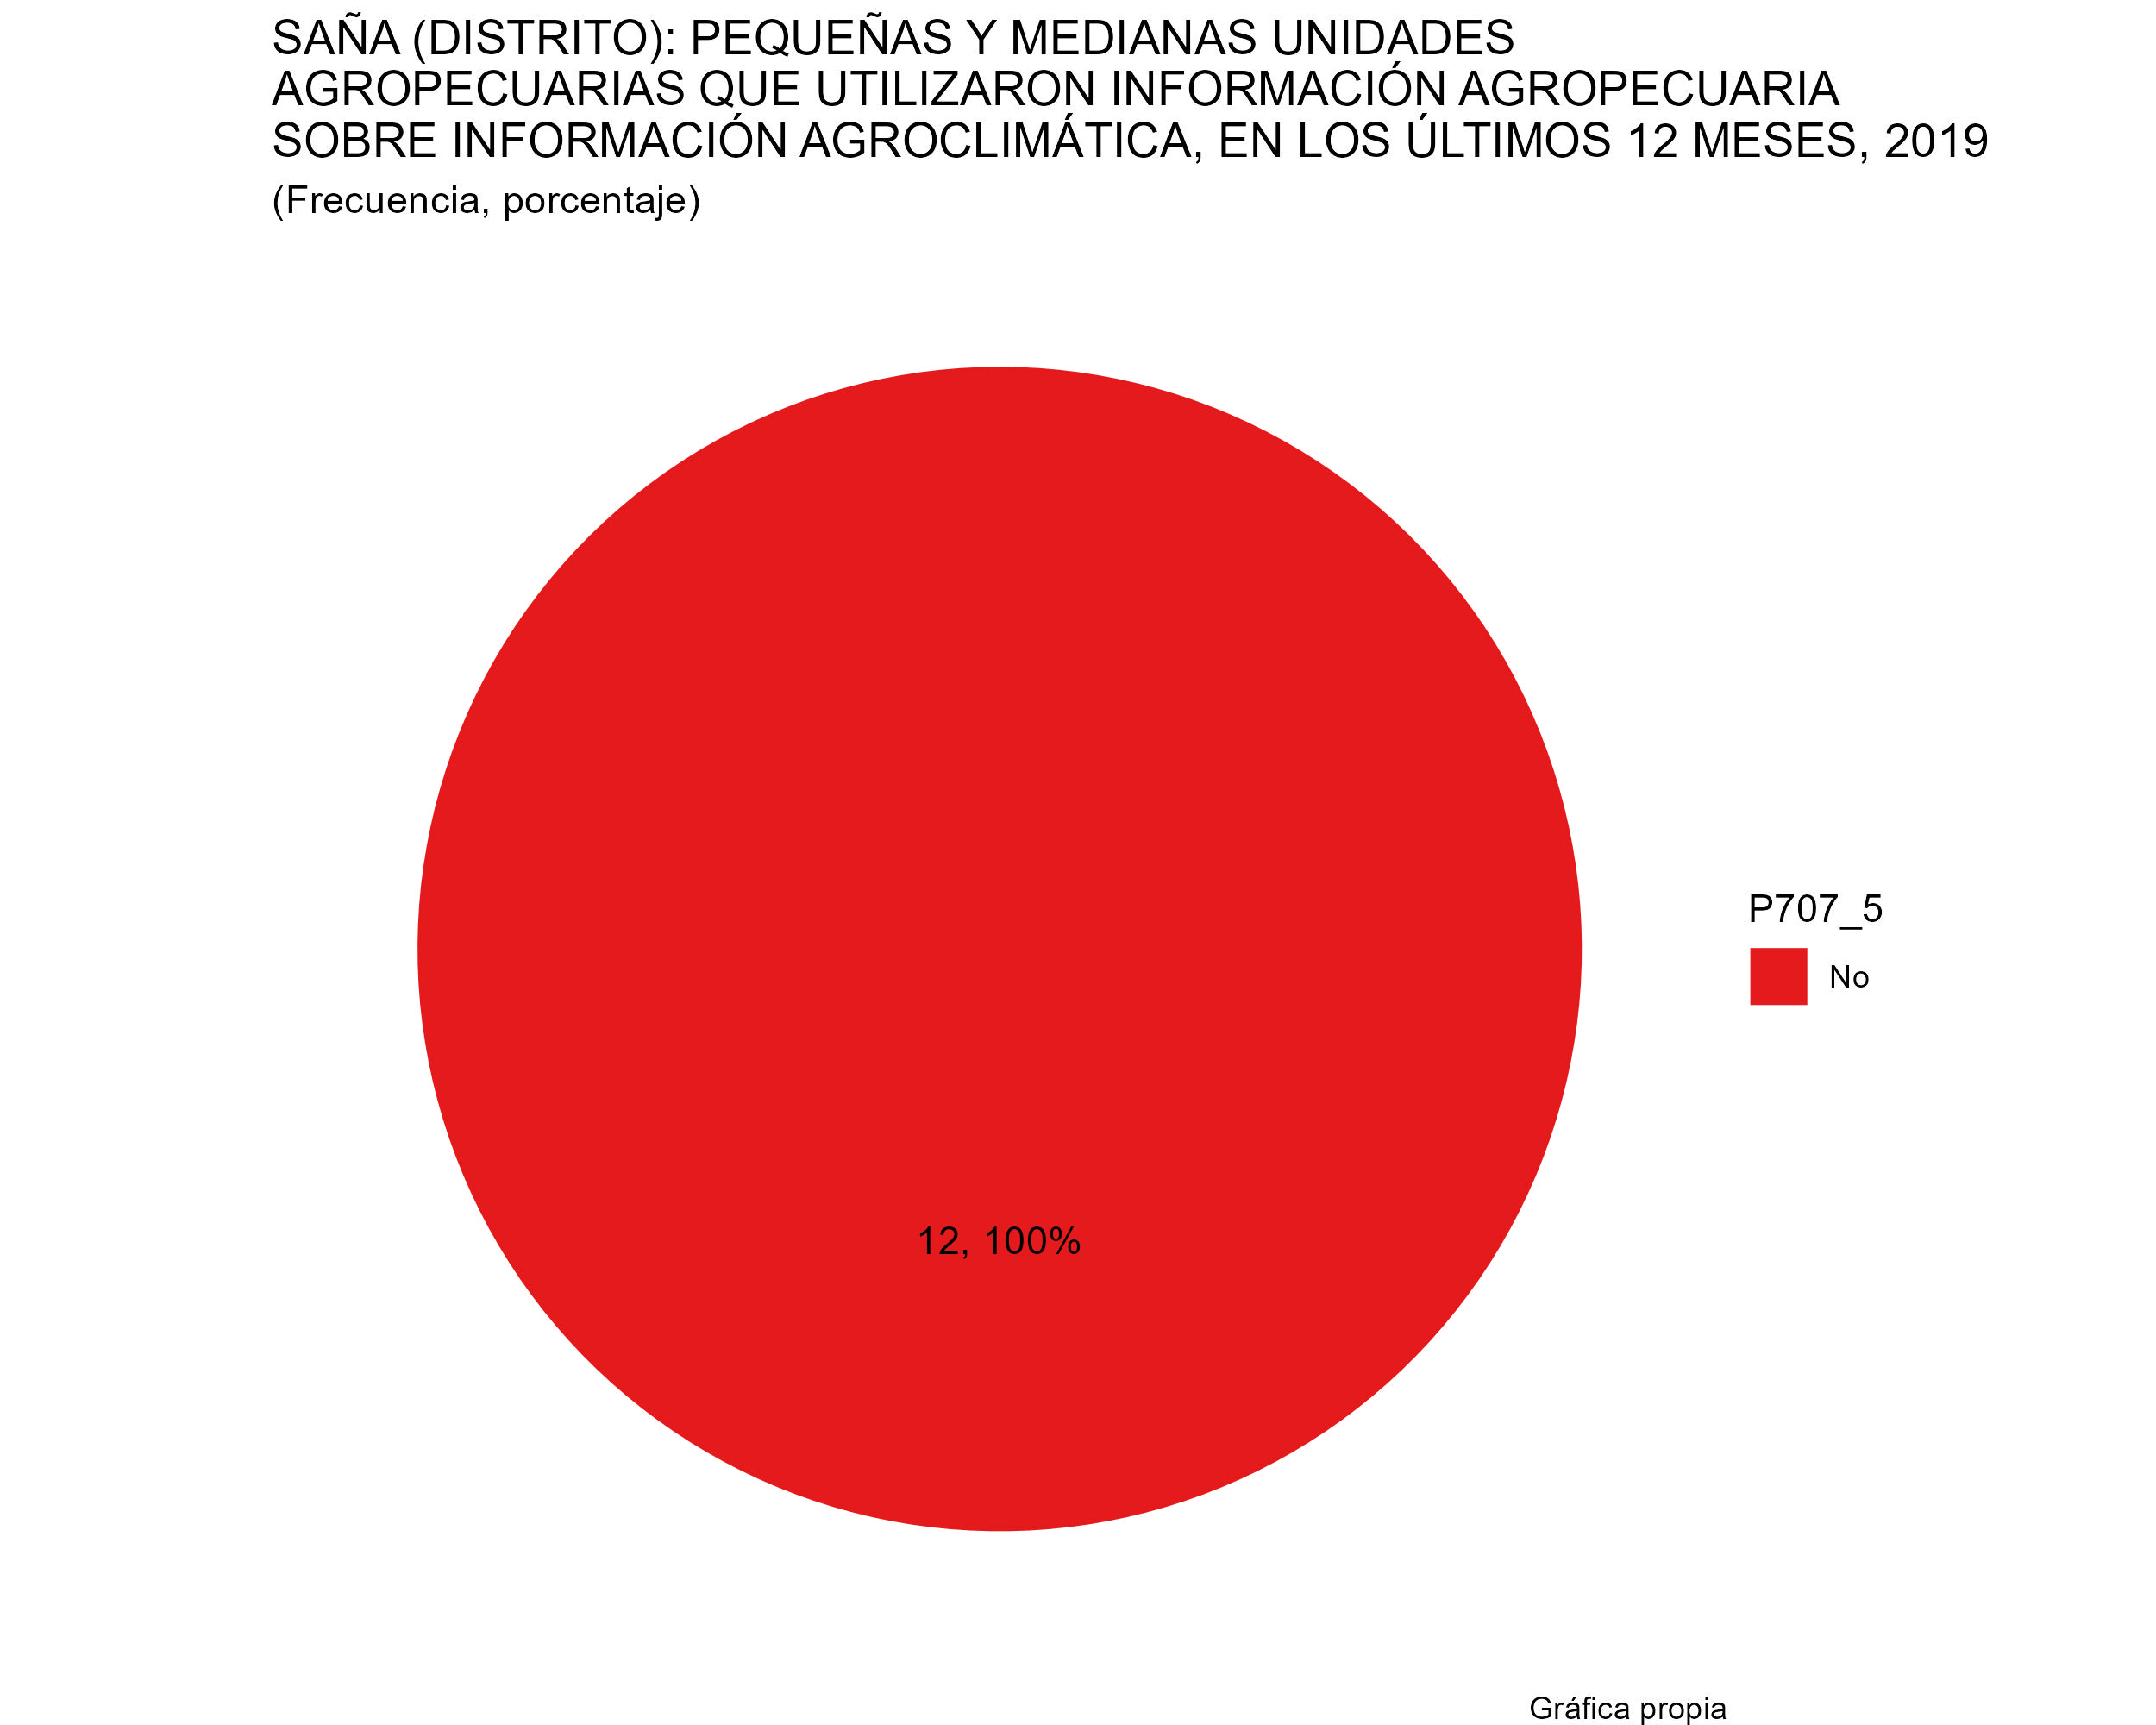 SAÑA (DISTRITO): PEQUEÑAS Y MEDIANAS UNIDADES
AGROPECUARIAS QUE UTILIZARON INFORMACIÓN AGROPECUARIA
SOBRE INFORMACIÓN AGROCLIMÁTICA, EN LOS ÚLTIMOS 12 MESES, 2019
(Frecuencia, porcentaje)
P707_5
No
12, 100%
Gráfica propia